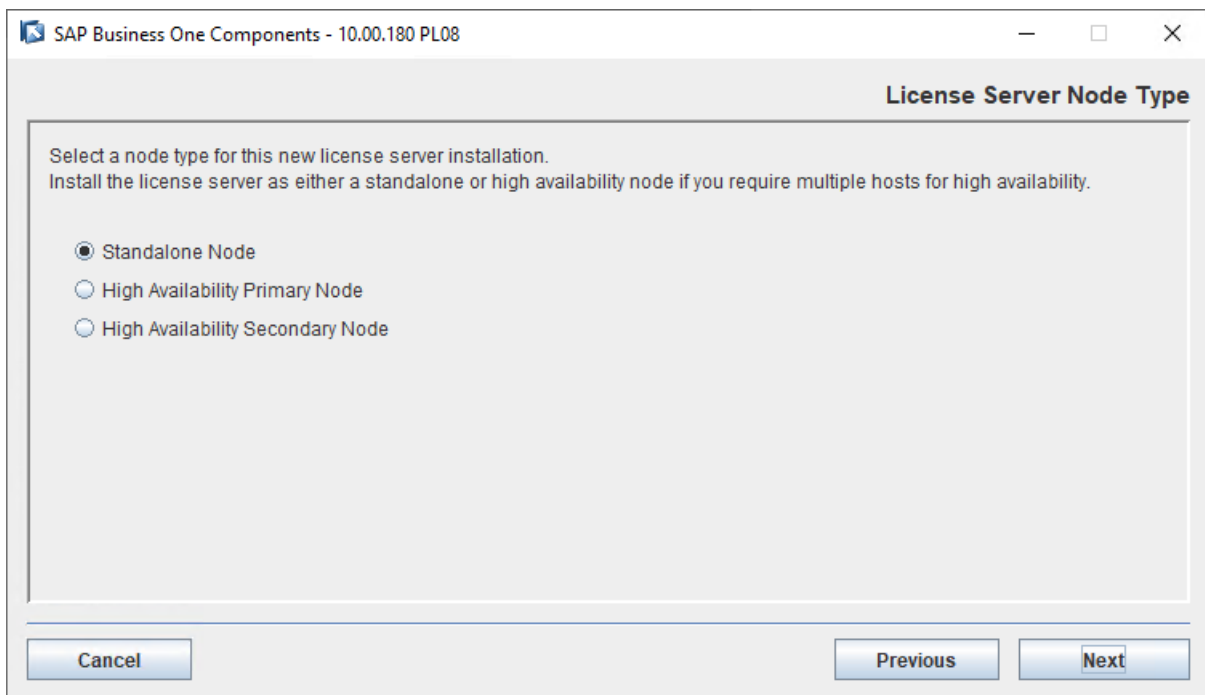 SAP Business One Components - 10.00.180 PL08
License Server Node Type
Select a node type for this new license server installation.
Install the license server as either a standalone or high availability node if you require multiple hosts for high availability.
Standalone Node
High Availability Primary Node
High Availability Secondary Node
Cancel
Previous
Next